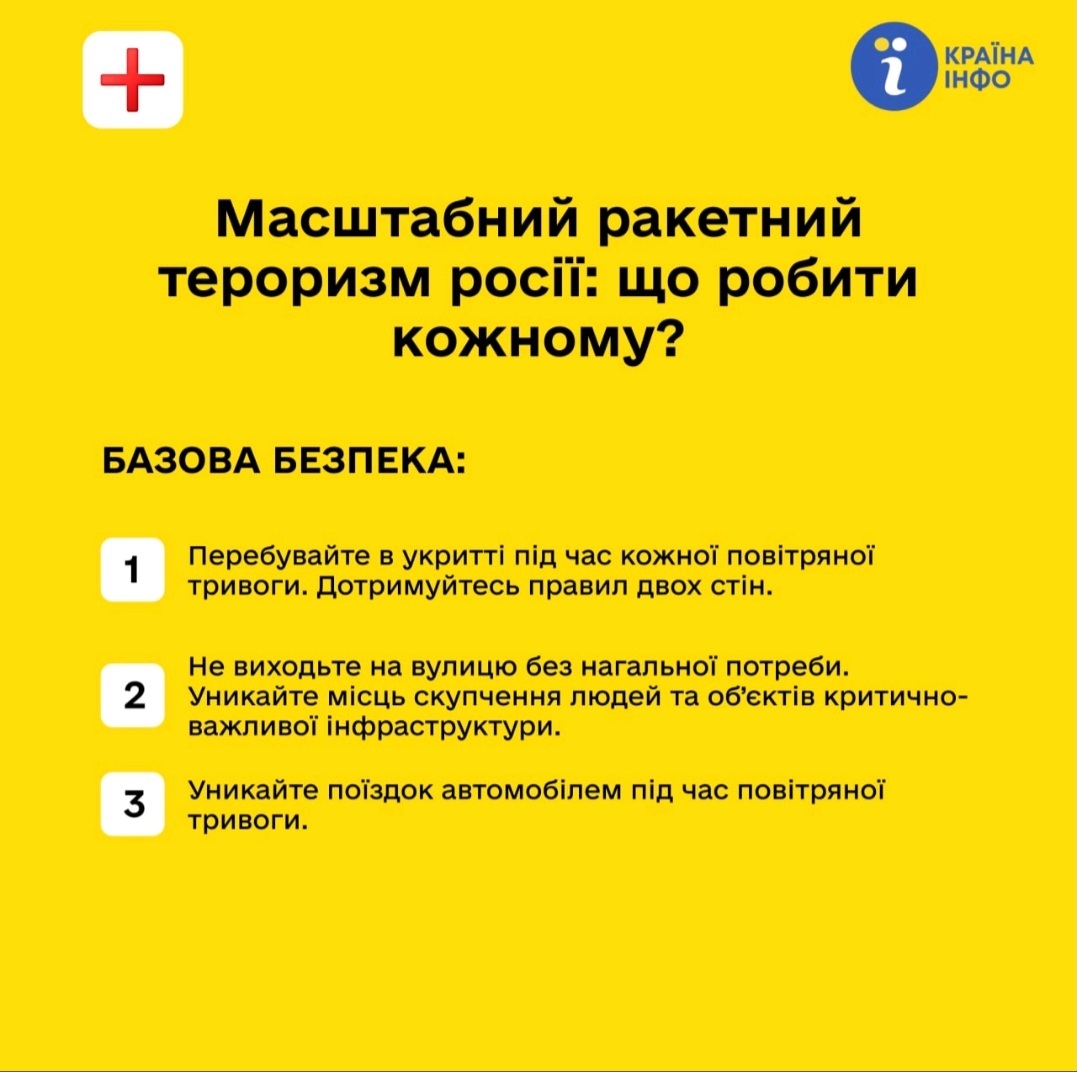 КРАЇНА
ІНФО
Масштабний ракетний
тероризм росії: що робити
кожному?
БАЗОВА БЕЗПЕКА:
1
Перебувайте в укритті під час кожної повітряної
тривоги. Дотримуйтесь правил двох стін.
2
Не виходьте на вулицю без нагальної потреби.
Уникайте місць скупчення людей та об’єктів критично-
важливої інфраструктури.
3
Уникайте поїздок автомобілем під час повітряної
тривоги.